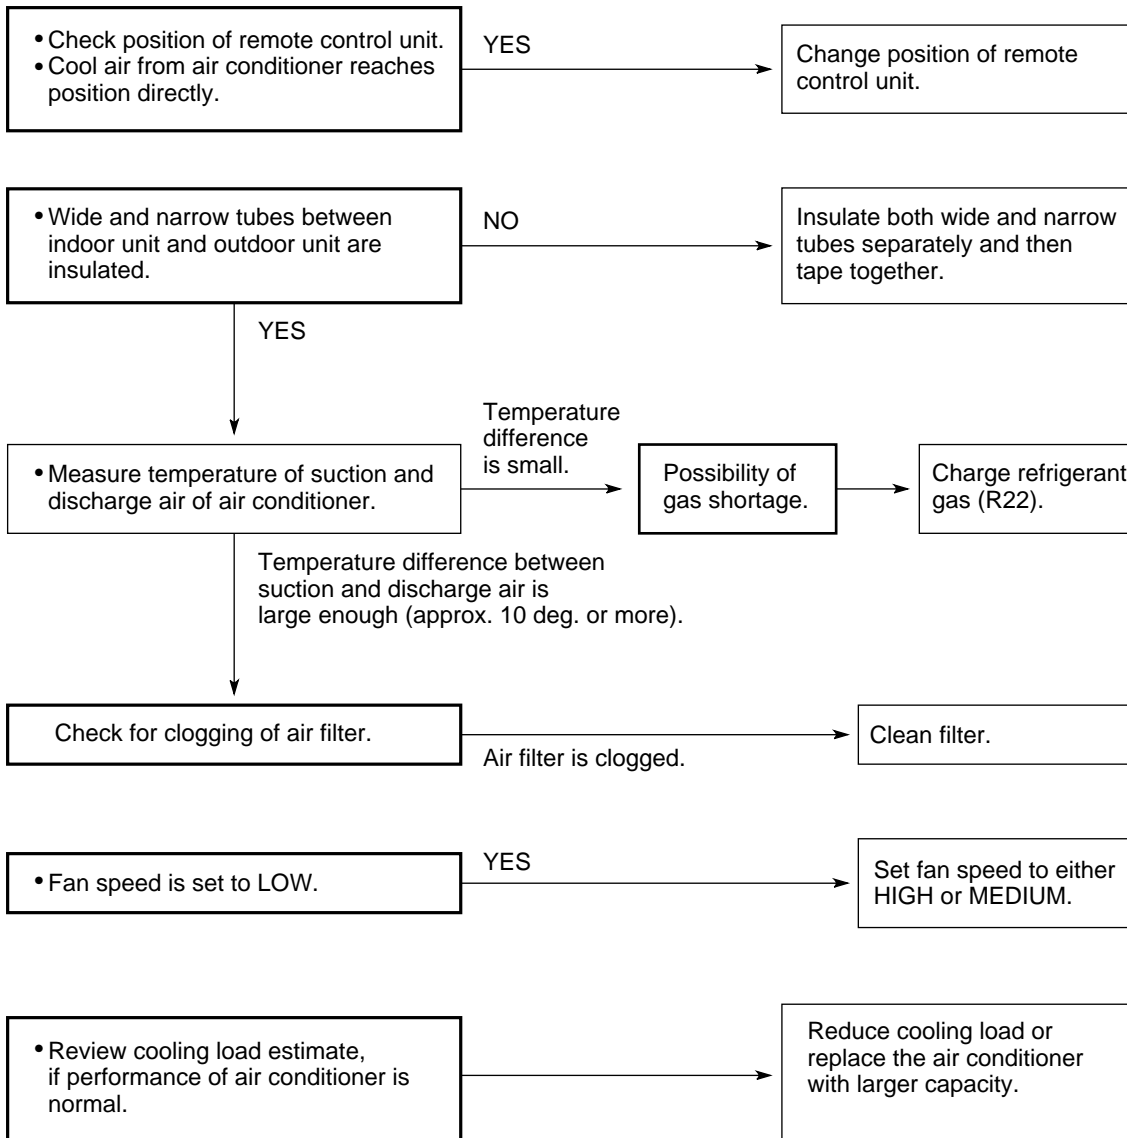 • Check position of remote control unit.
• Cool air from air conditioner reaches
position directly.
YES
Change position of remote
control unit.
• Wide and narrow tubes between
indoor unit and outdoor unit are
insulated.
NO
Insulate both wide and narrow
tubes separately and then
tape together.
YES
• Measure temperature of suction and
discharge air of air conditioner.
Temperature
difference
is small.
Possibility of
gas shortage.
Charge refrigerant
gas (R22).
Temperature difference between
suction and discharge air is
large enough (approx. 10 deg. or more).
Check for clogging of air filter.
Air filter is clogged.
Clean filter.
• Fan speed is set to LOW.
YES
Set fan speed to either
HIGH or MEDIUM.
• Review cooling load estimate,
if performance of air conditioner is
normal.
Reduce cooling load or
replace the air conditioner
with larger capacity.